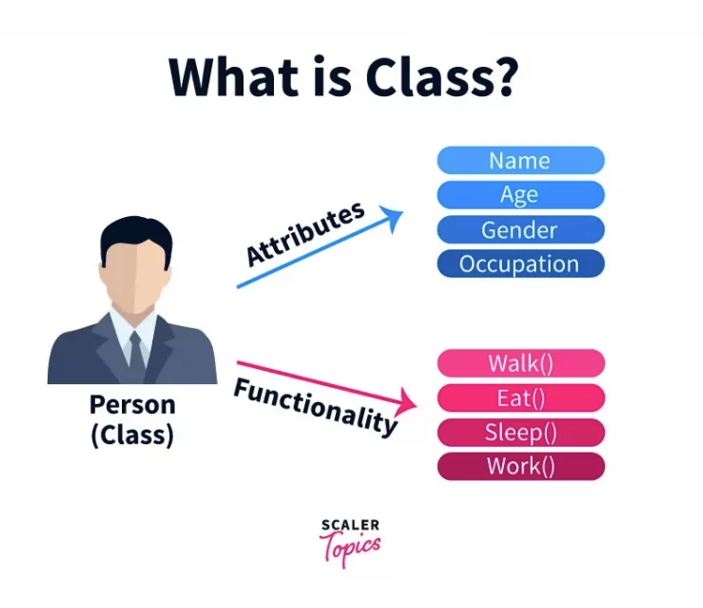 What is Class?
Attributes
Name
Age
Gender
Occupation
Person
(Class)
Functionality
Walk()
Eat()
Sleep()
Work()
SCALER
Topics